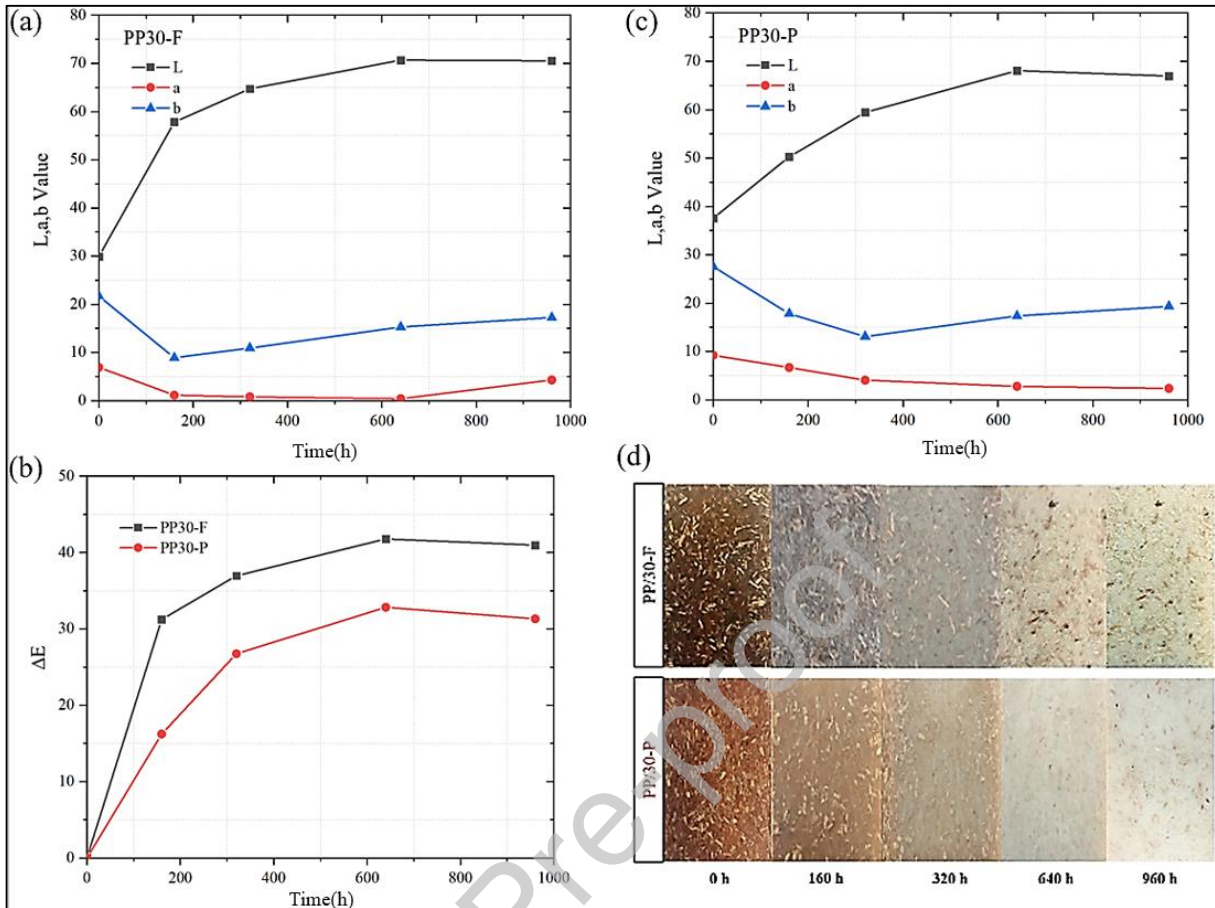 (a)
PP30-F
L
a
b
L,a,b Value
80
70
60
50
40
30
20
10
0
0
200
400
600
800
1000
Time(h)
(c)
PP30-P
L
a
b
L,a,b Value
80
70
60
50
40
30
20
10
0
0
200
400
600
800
1000
Time(h)
(b)
PP30-F
PP30-P
ΔE
50
40
30
20
10
0
0
200
400
600
800
1000
Time(h)
(d)
PP/30-F
PP/30-P
0 h 160 h 320 h 640 h 960 h
Pre-proof